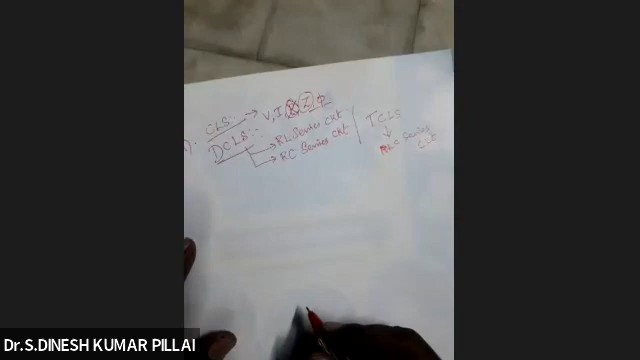 CLS:- → V, I, R, Z, Φ
DCLS:- → RL Series Ckt
→ RC Series Ckt
TCLS
↓
RLC Series
Ckt
Dr.S.DINESH KUMAR PILLAI